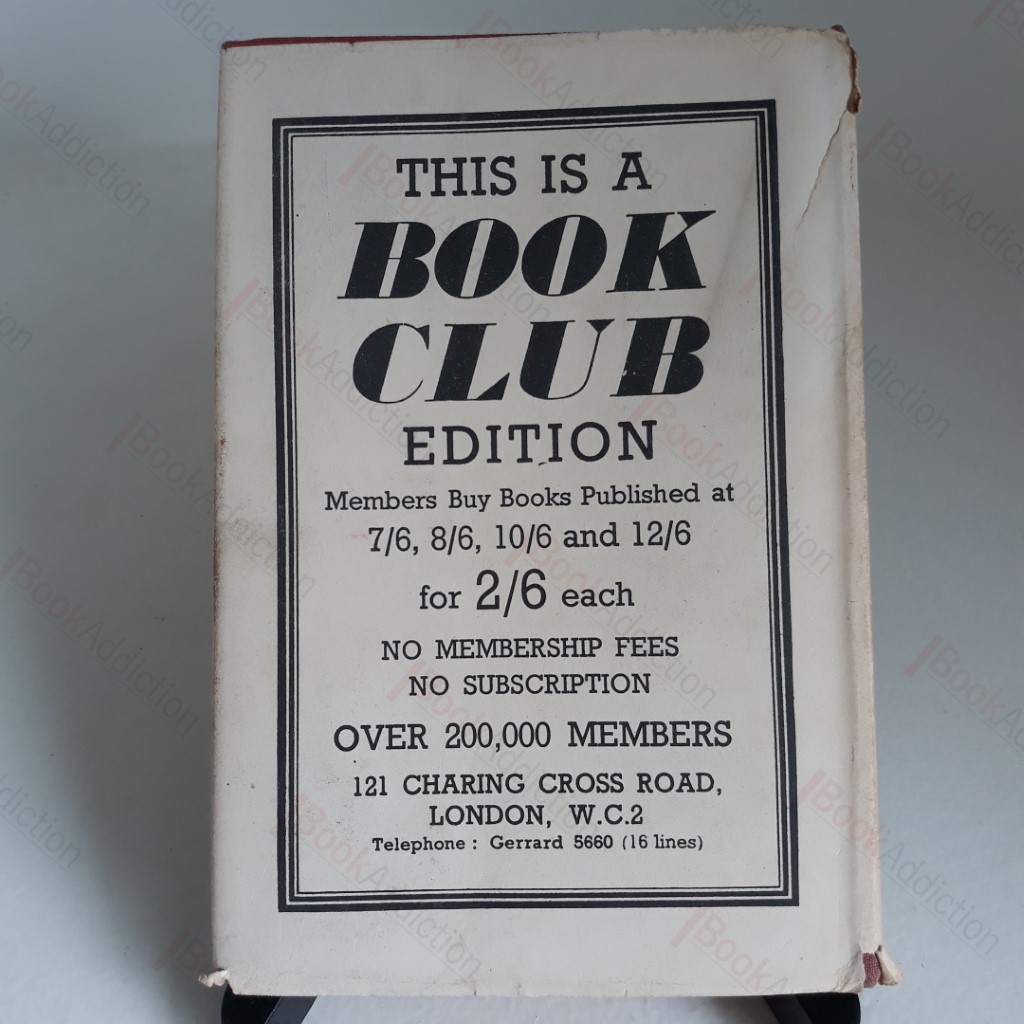 THIS IS A
BOOK
CLUB
EDITION
Members Buy Books Published at
7/6, 8/6, 10/6 and 12/6
for 2/6 each
NO MEMBERSHIP FEES
NO SUBSCRIPTION
OVER 200,000 MEMBERS
121 CHARING CROSS ROAD,
LONDON, W.C.2
Telephone : Gerrard 5660 (16 lines)
BookAddiction